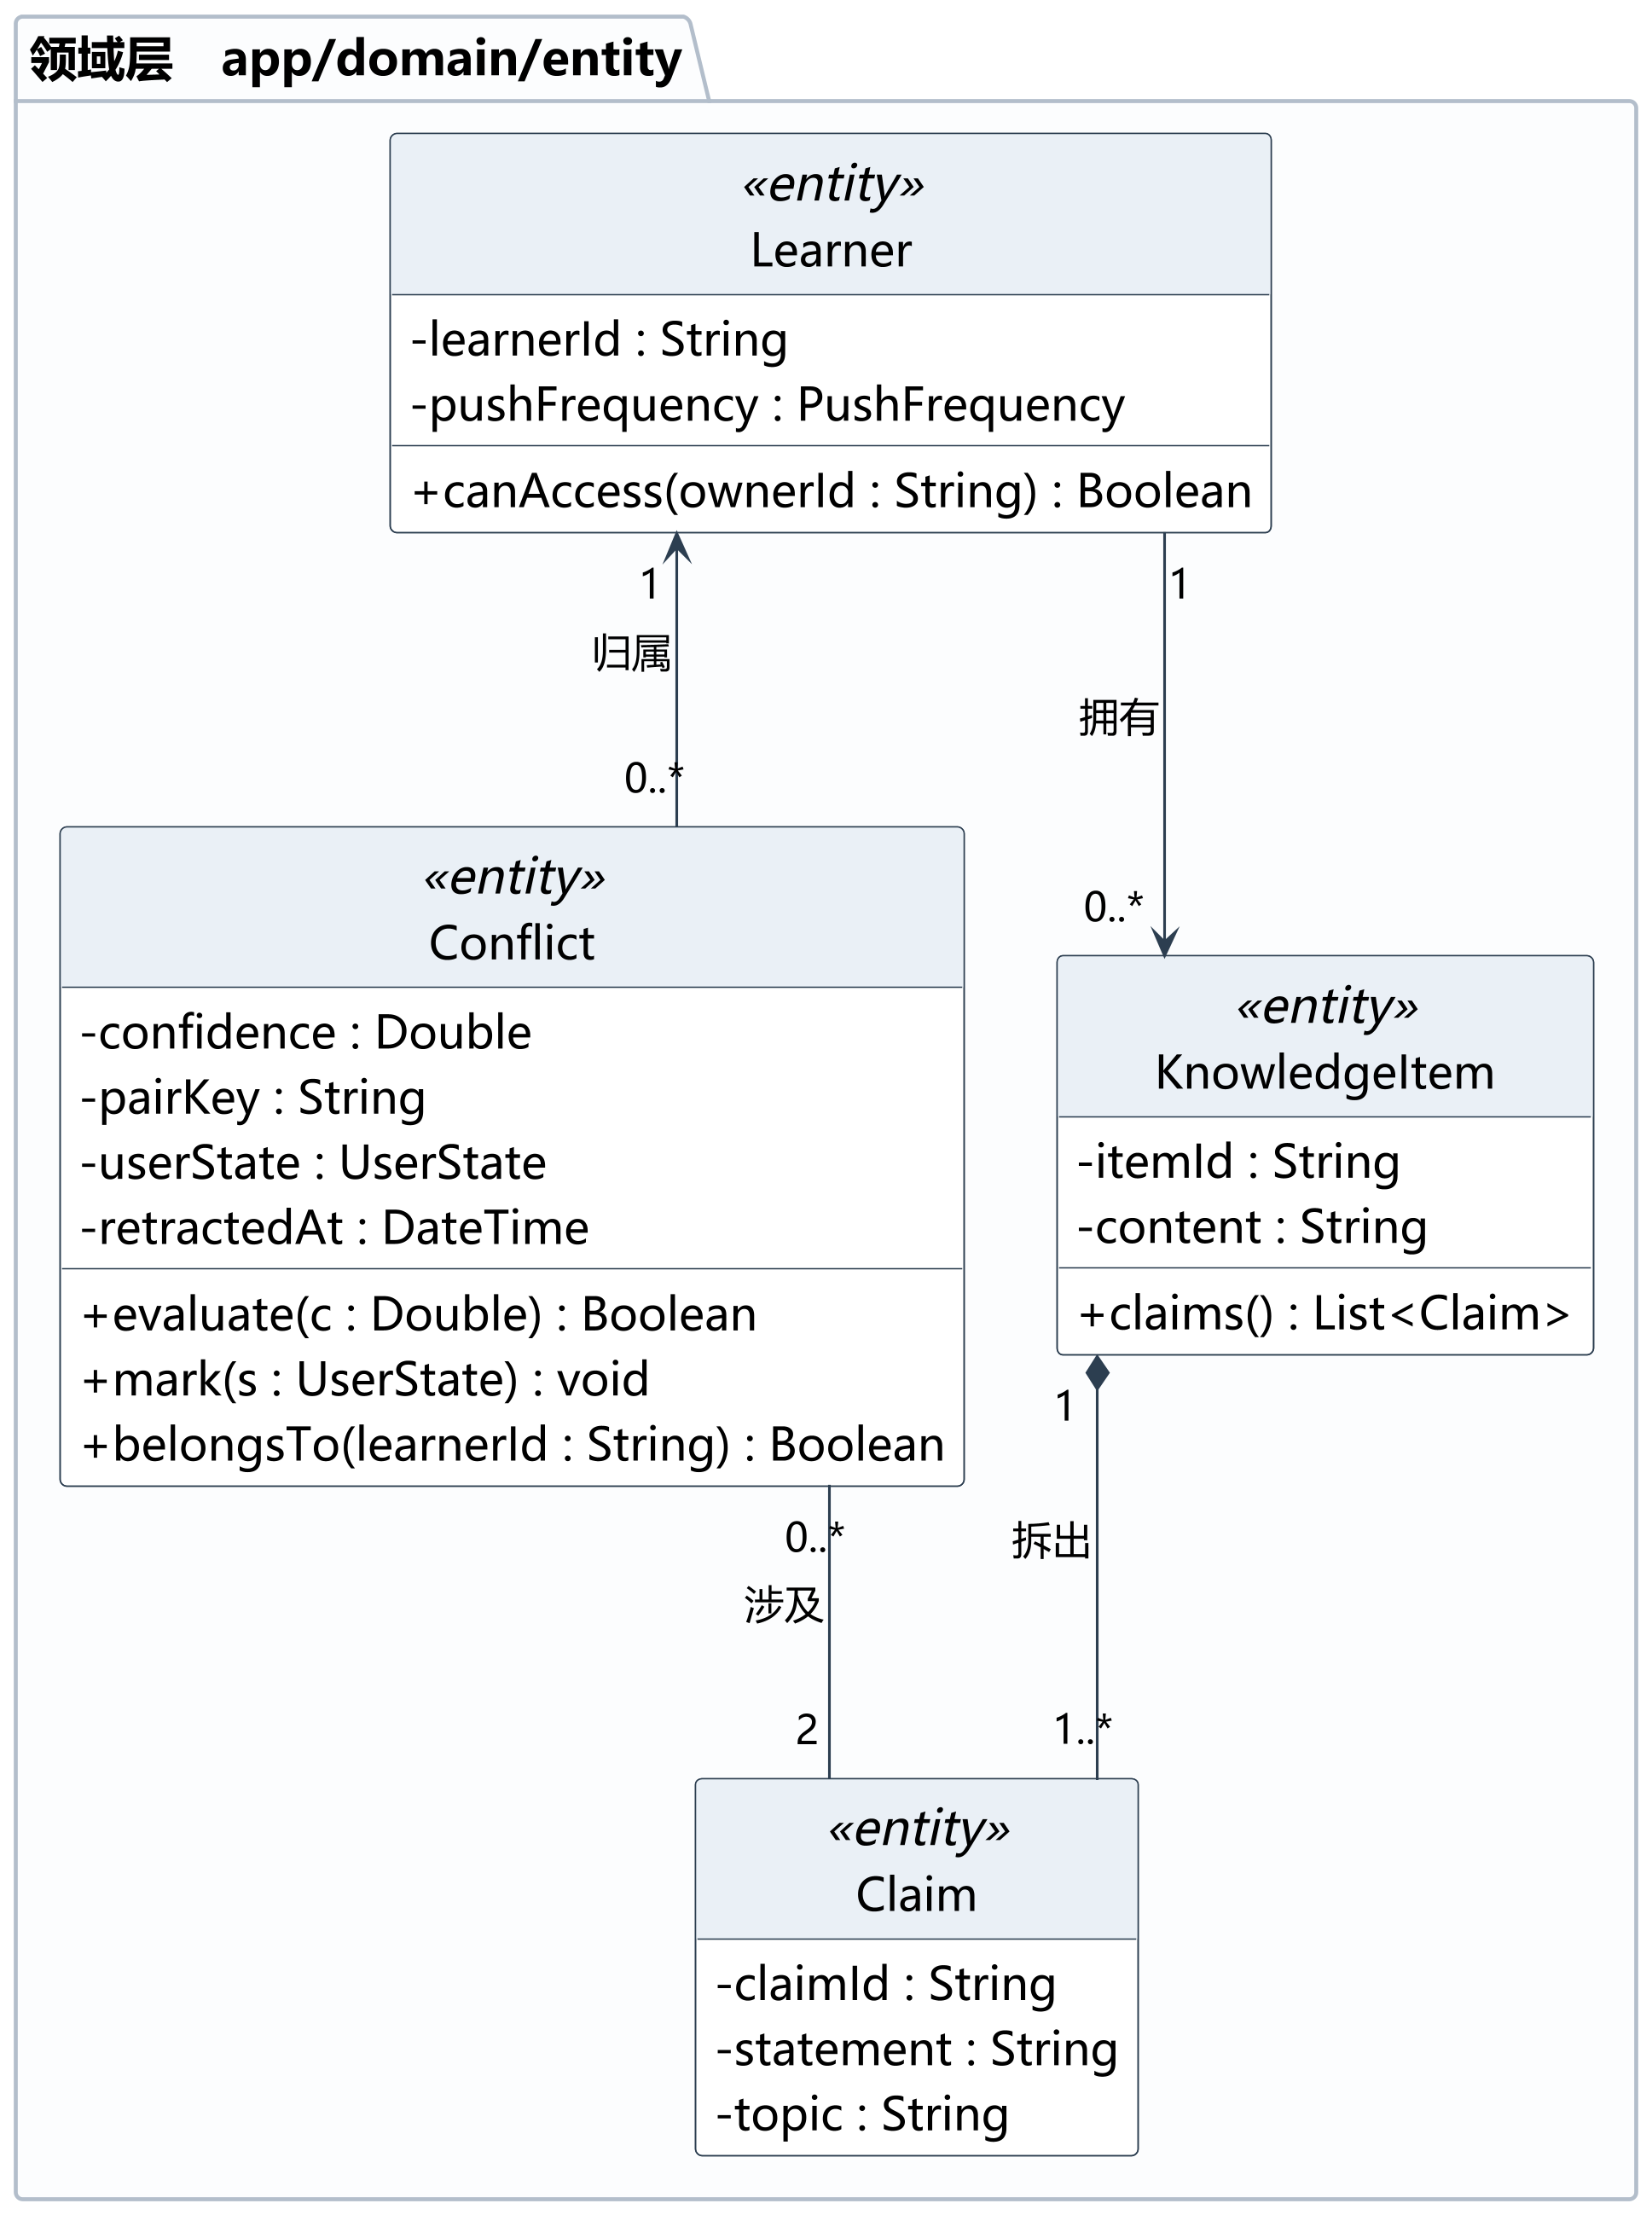 领域层 app/domain/entity
«entity»
Learner
-learnerId : String
-pushFrequency : PushFrequency
+canAccess(ownerId : String) : Boolean
1
1
归属
拥有
0..*
0..*
«entity»
Conflict
-confidence : Double
-pairKey : String
-userState : UserState
-retractedAt : DateTime
+evaluate(c : Double) : Boolean
+mark(s : UserState) : void
+belongsTo(learnerId : String) : Boolean
«entity»
KnowledgeItem
-itemId : String
-content : String
+claims() : List<Claim>
1
0..*
拆出
涉及
2
1..*
«entity»
Claim
-claimId : String
-statement : String
-topic : String